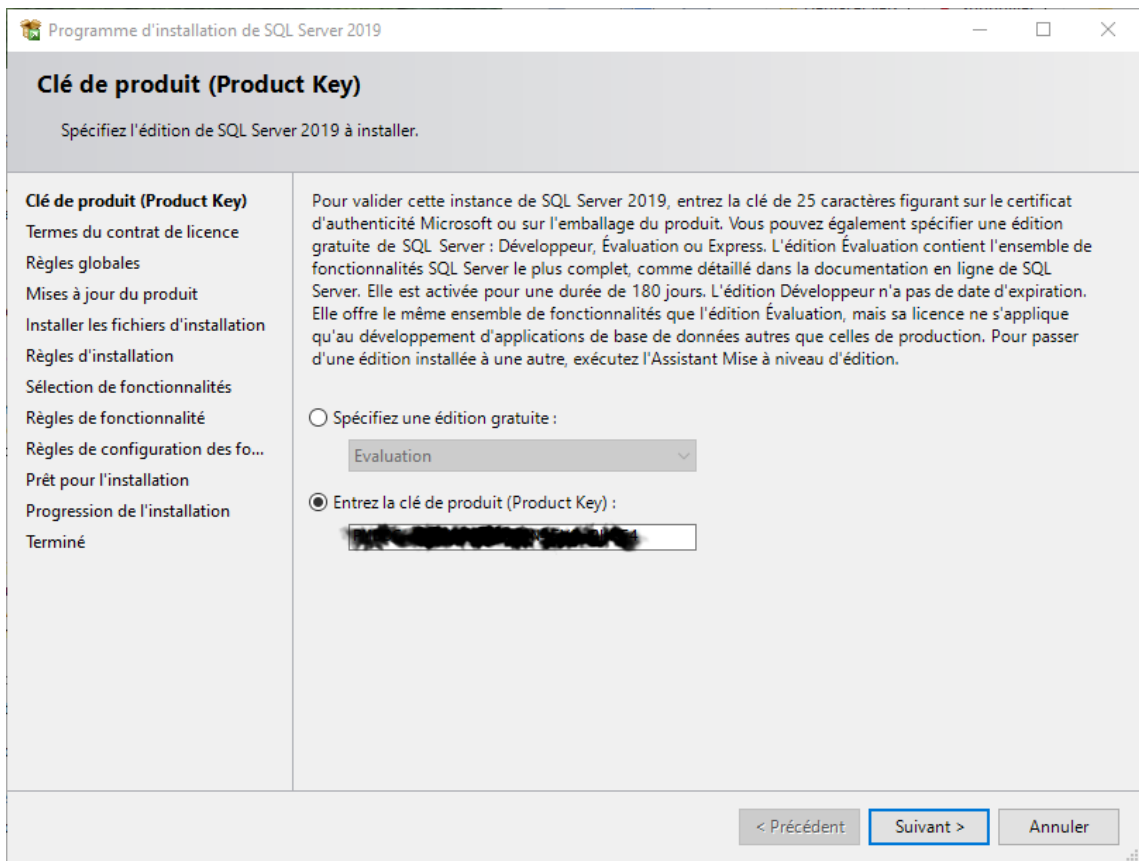 Programme d'installation de SQL Server 2019
Clé de produit (Product Key)
Spécifiez l'édition de SQL Server 2019 à installer.
Clé de produit (Product Key)
Termes du contrat de licence
Règles globales
Mises à jour du produit
Installer les fichiers d'installation
Règles d'installation
Sélection de fonctionnalités
Règles de fonctionnalité
Règles de configuration des fo...
Prêt pour l'installation
Progression de l'installation
Terminé
Pour valider cette instance de SQL Server 2019, entrez la clé de 25 caractères figurant sur le certificat
d'authenticité Microsoft ou sur l'emballage du produit. Vous pouvez également spécifier une édition
gratuite de SQL Server : Développeur, Évaluation ou Express. L'édition Évaluation contient l'ensemble de
fonctionnalités SQL Server le plus complet, comme détaillé dans la documentation en ligne de SQL
Server. Elle est activée pour une durée de 180 jours. L'édition Développeur n'a pas de date d'expiration.
Elle offre le même ensemble de fonctionnalités que l'édition Évaluation, mais sa licence ne s'applique
qu'au développement d'applications de base de données autres que celles de production. Pour passer
d'une édition installée à une autre, exécutez l'Assistant Mise à niveau d'édition.
Spécifiez une édition gratuite :
Evaluation
Entrez la clé de produit (Product Key) :
< Précédent
Suivant >
Annuler